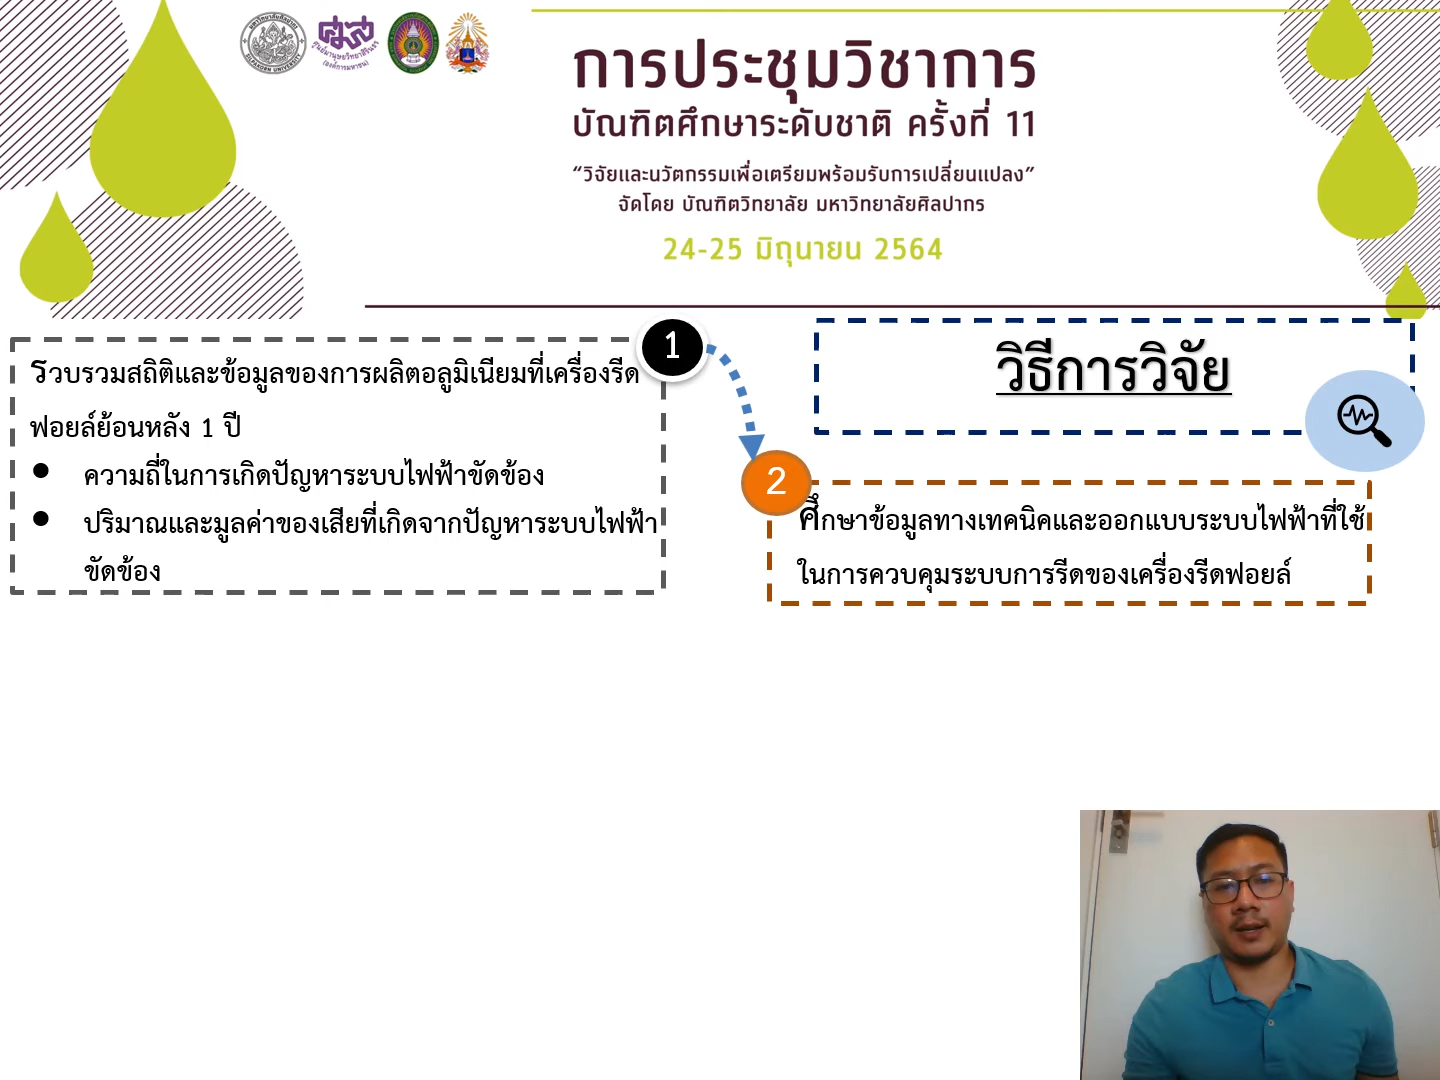 การประชุมวิชาการ
บัณฑิตศึกษาระดับชาติ ครั้งที่ 11
“วิจัยและนวัตกรรมเพื่อเตรียมพร้อมรับการเปลี่ยนแปลง”
จัดโดย บัณฑิตวิทยาลัย มหาวิทยาลัยศิลปากร
24-25 มิถุนายน 2564
วิธีการวิจัย
1
รวบรวมสถิติและข้อมูลของการผลิตอลูมิเนียมที่เครื่องรีด
ฟอยล์ย้อนหลัง 1 ปี
● ความถี่ในการเกิดปัญหาระบบไฟฟ้าขัดข้อง
● ปริมาณและมูลค่าของเสียที่เกิดจากปัญหาระบบไฟฟ้า
ขัดข้อง
2
ศึกษาข้อมูลทางเทคนิคและออกแบบระบบไฟฟ้าที่ใช้
ในการควบคุมระบบการรีดของเครื่องรีดฟอยล์